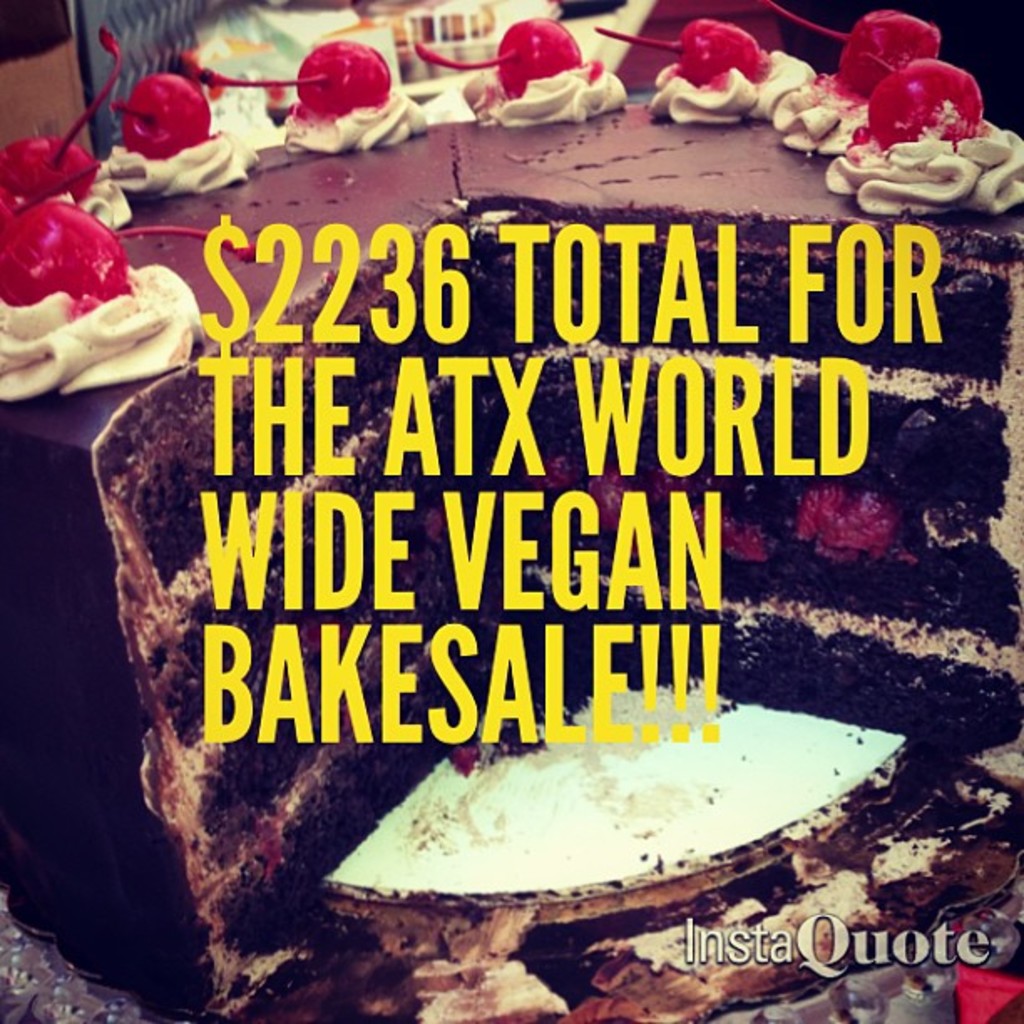 $2236 TOTAL FOR
THE ATX WORLD
WIDE VEGAN
BAKESALE!!!
InstaQuote